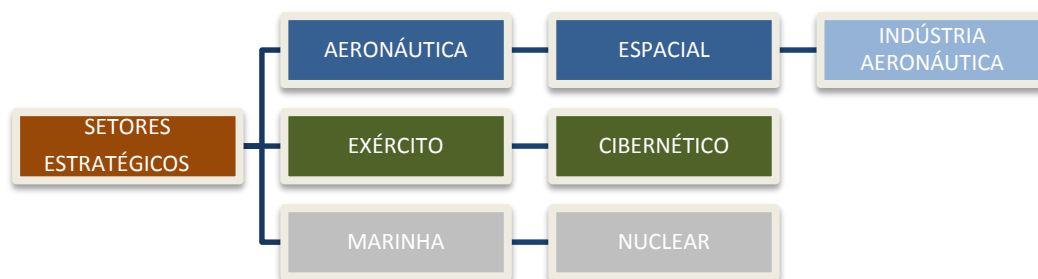 AERONÁUTICA
ESPACIAL
INDÚSTRIA
AERONÁUTICA
SETORES
ESTRATÉGICOS
EXÉRCITO
CIBERNÉTICO
MARINHA
NUCLEAR